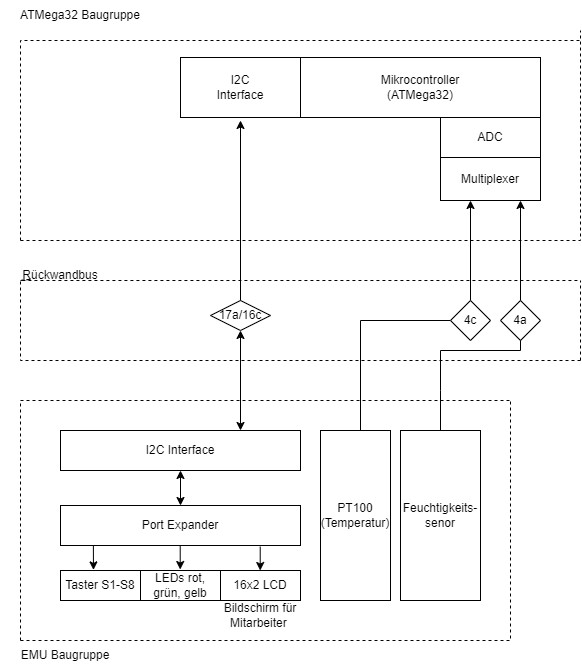 ATMega32 Baugruppe
I2C
Interface
Mikrocontroller
(ATMega32)
ADC
Multiplexer
Rückwandbus
17a/16c
4c
4a
I2C Interface
Port Expander
Taster S1-S8
LEDs rot,
grün, gelb
16x2 LCD
Bildschirm für
Mitarbeiter
PT100
(Temperatur)
Feuchtigkeits-
senor
EMU Baugruppe